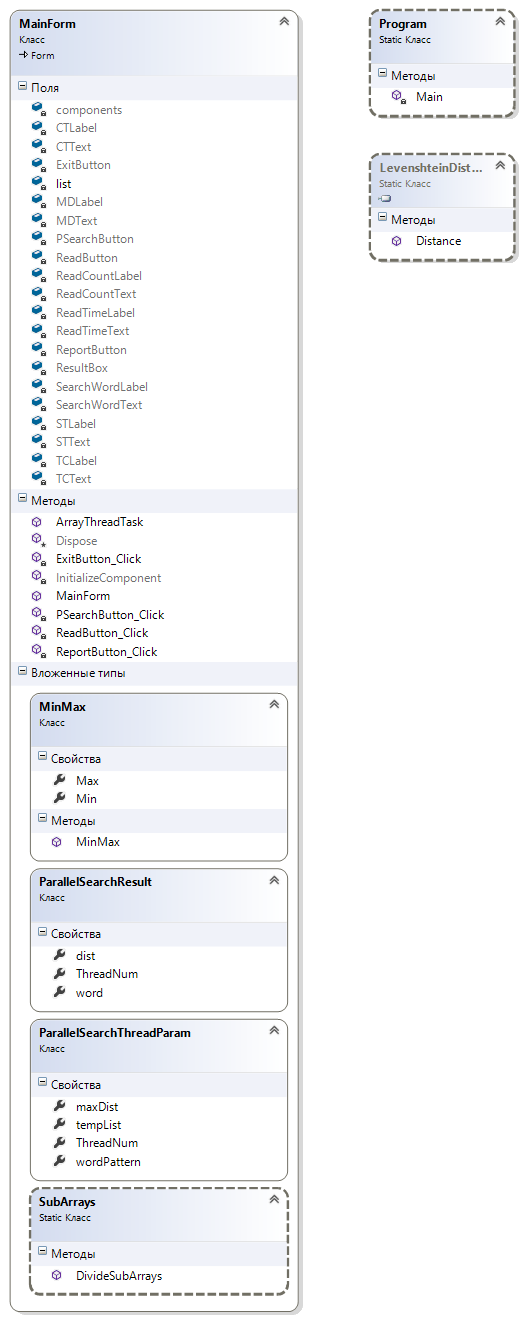 MainForm
Класс
Form
Поля
components
CTLabel
CTText
ExitButton
list
MDLabel
MDText
PSearchButton
ReadButton
ReadCountLabel
ReadCountText
ReadTimeLabel
ReadTimeText
ReportButton
ResultBox
SearchWordLabel
SearchWordText
STLabel
STText
TCLabel
TCText
Методы
ArrayThreadTask
Dispose
ExitButton_Click
InitializeComponent
MainForm
PSearchButton_Click
ReadButton_Click
ReportButton_Click
Вложенные типы
MinMax
Класс
Свойства
Max
Min
Методы
MinMax
ParallelSearchResult
Класс
Свойства
dist
ThreadNum
word
ParallelSearchThreadParam
Класс
Свойства
maxDist
tempList
ThreadNum
wordPattern
SubArrays
Static Класс
Методы
DivideSubArrays
Program
Static Класс
Методы
Main
LevenshteinDist...
Static Класс
Методы
Distance